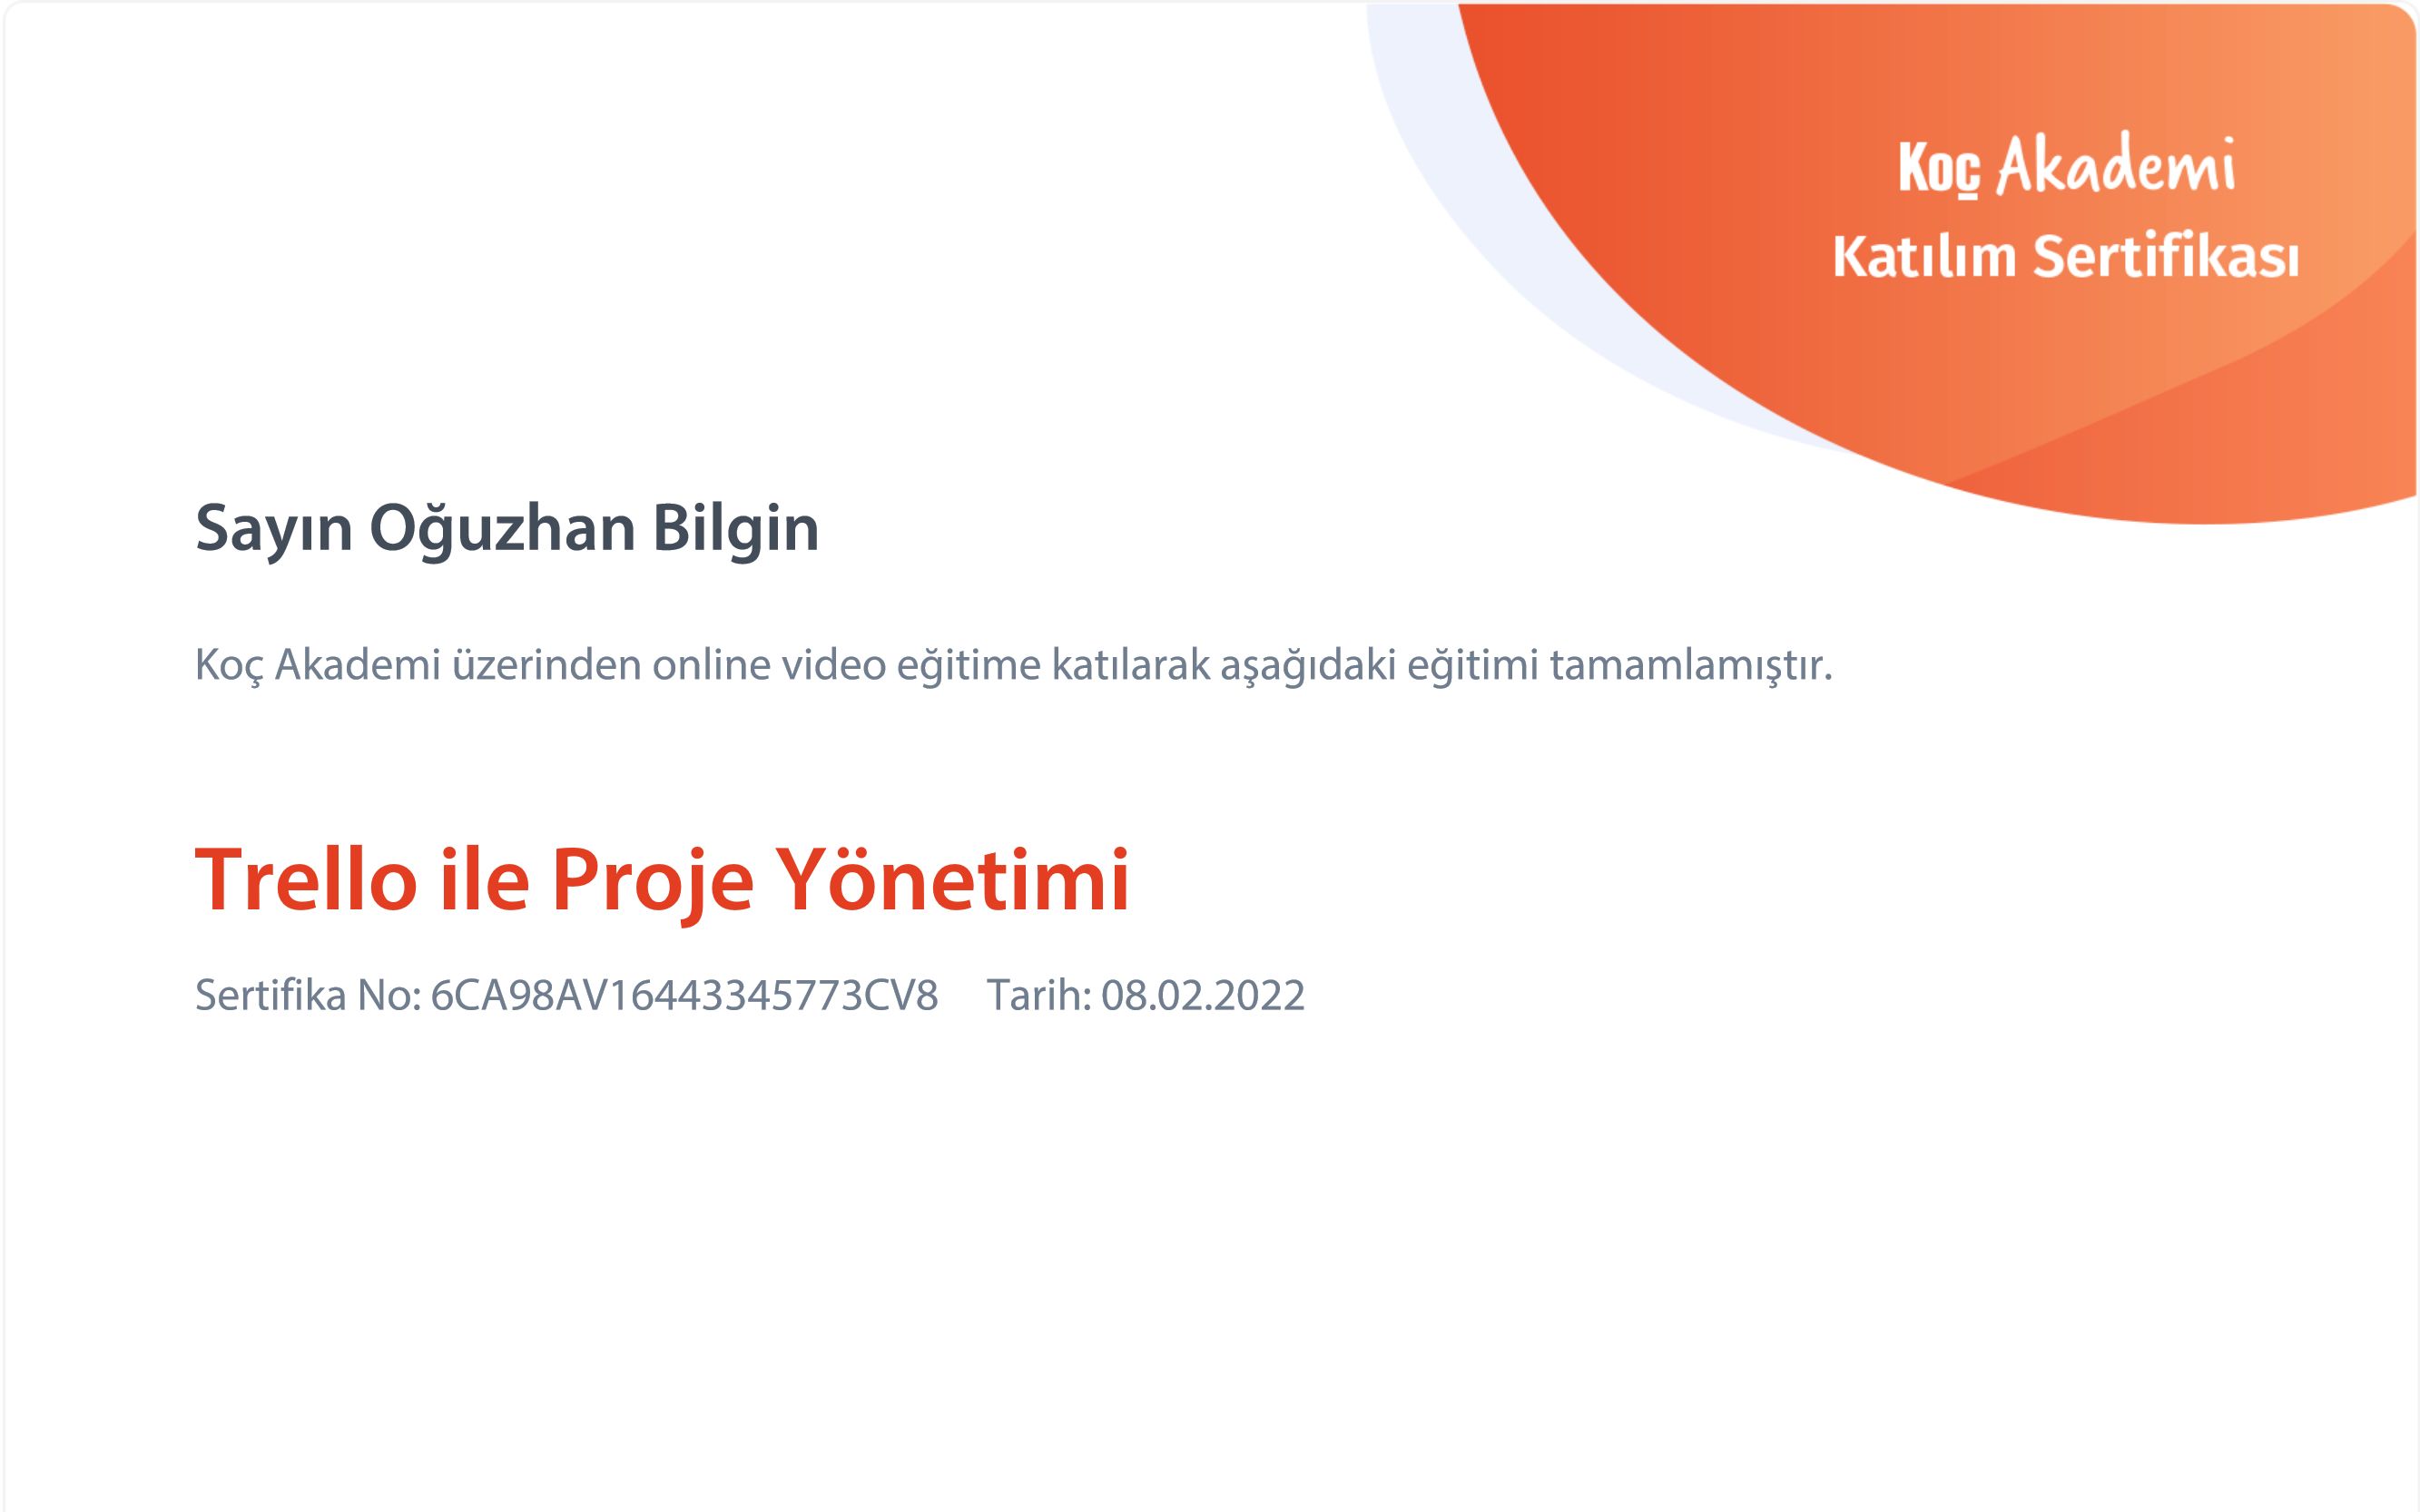 Koç Akademi
Katılım Sertifikası
Sayın Oğuzhan Bilgin
Koç Akademi üzerinden online video eğitime katılarak aşağıdaki eğitimi tamamlamıştır.
Trello ile Proje Yönetimi
Sertifika No: 6CA98AV16443345773CV8 Tarih: 08.02.2022